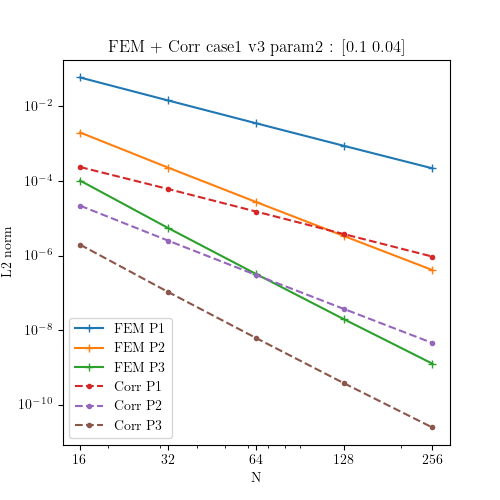 FEM + Corr case1 v3 param2 : [0.1 0.04]
10⁻²
10⁻⁴
10⁻⁶
10⁻⁸
10⁻¹⁰
L2 norm
FEM P1
FEM P2
FEM P3
Corr P1
Corr P2
Corr P3
16 32 64 128 256
N